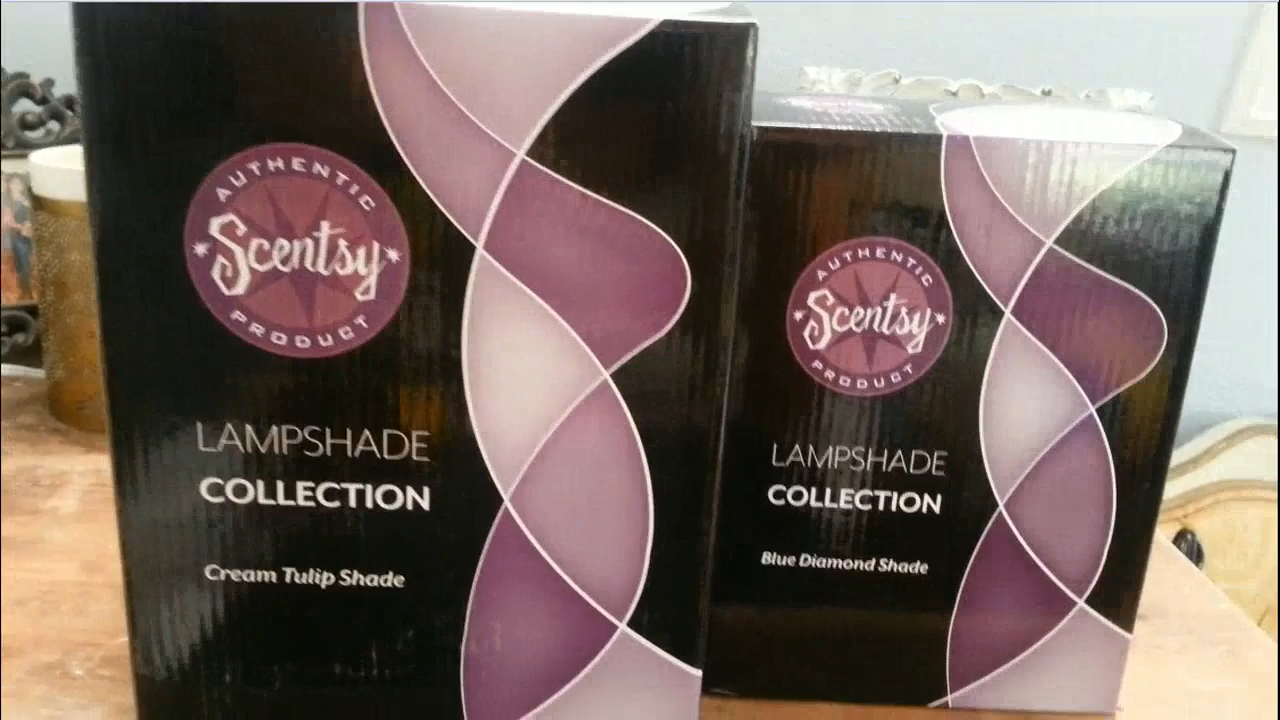 AUTHENTIC
Scentsy
PRODUCT
LAMPSHADE
COLLECTION
Cream Tulip Shade
AUTHENTIC
Scentsy
PRODUCT
LAMPSHADE
COLLECTION
Blue Diamond Shade